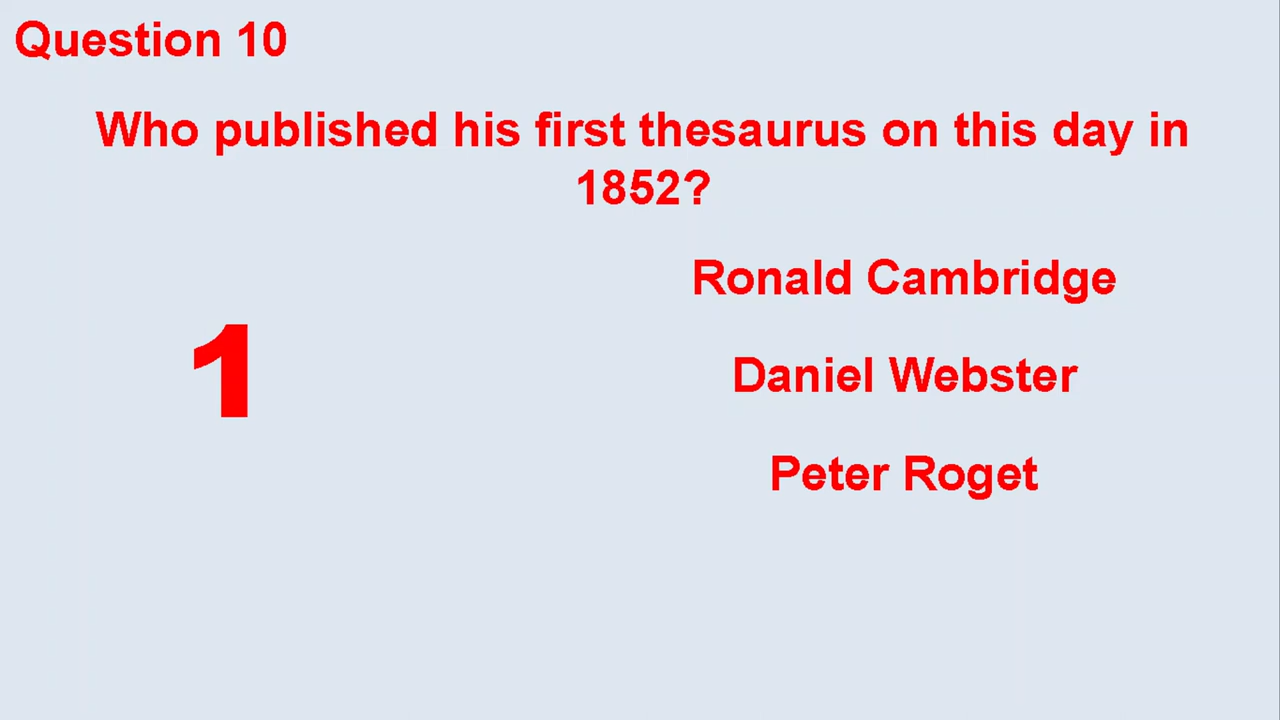 Question 10
Who published his first thesaurus on this day in
1852?
Ronald Cambridge
1
Daniel Webster
Peter Roget